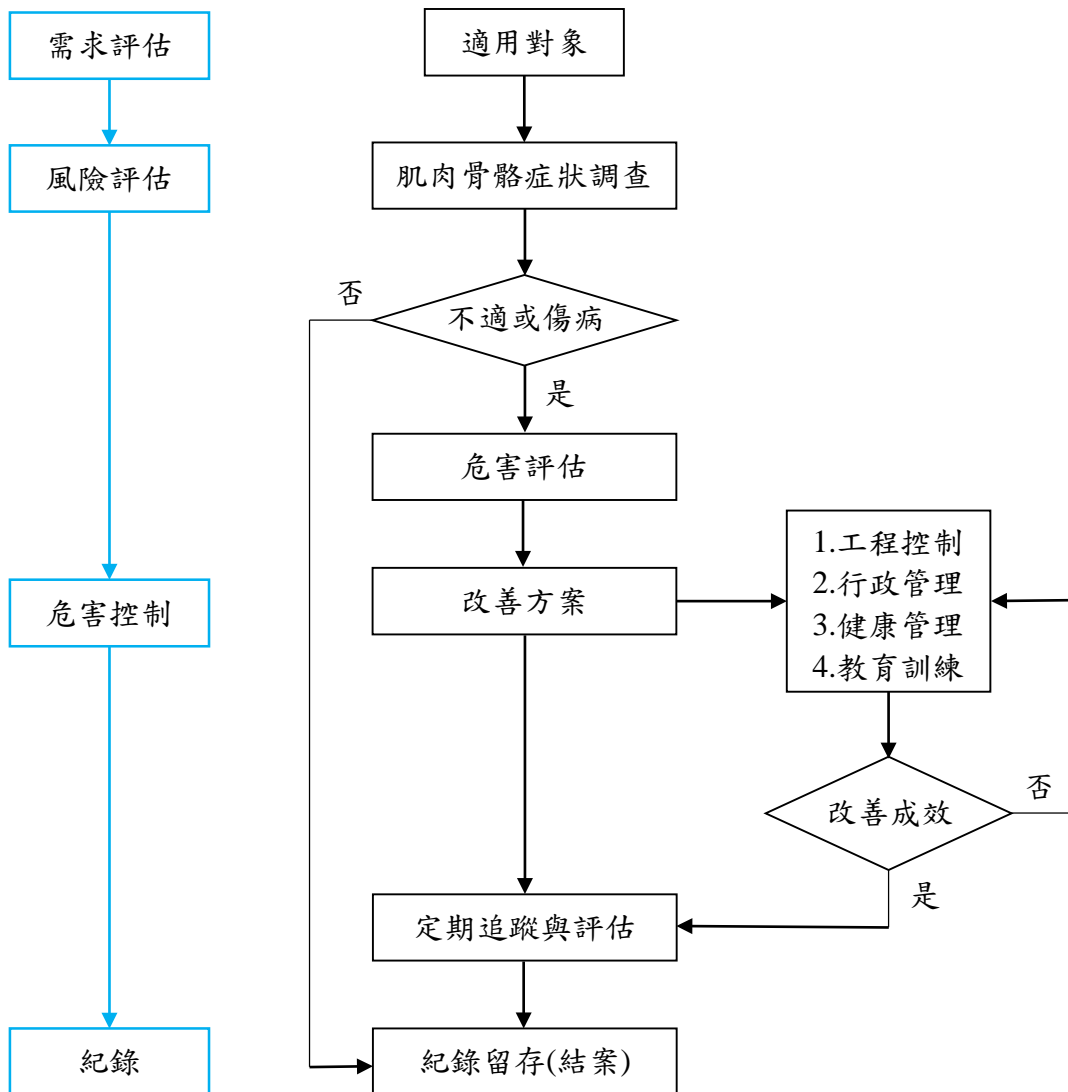 需求評估
適用對象
風險評估
肌肉骨骼症狀調查
否
不適或傷病
是
危害評估
1.工程控制
2.行政管理
3.健康管理
4.教育訓練
危害控制
改善方案
改善成效
否
是
定期追蹤與評估
紀錄
紀錄留存(結案)